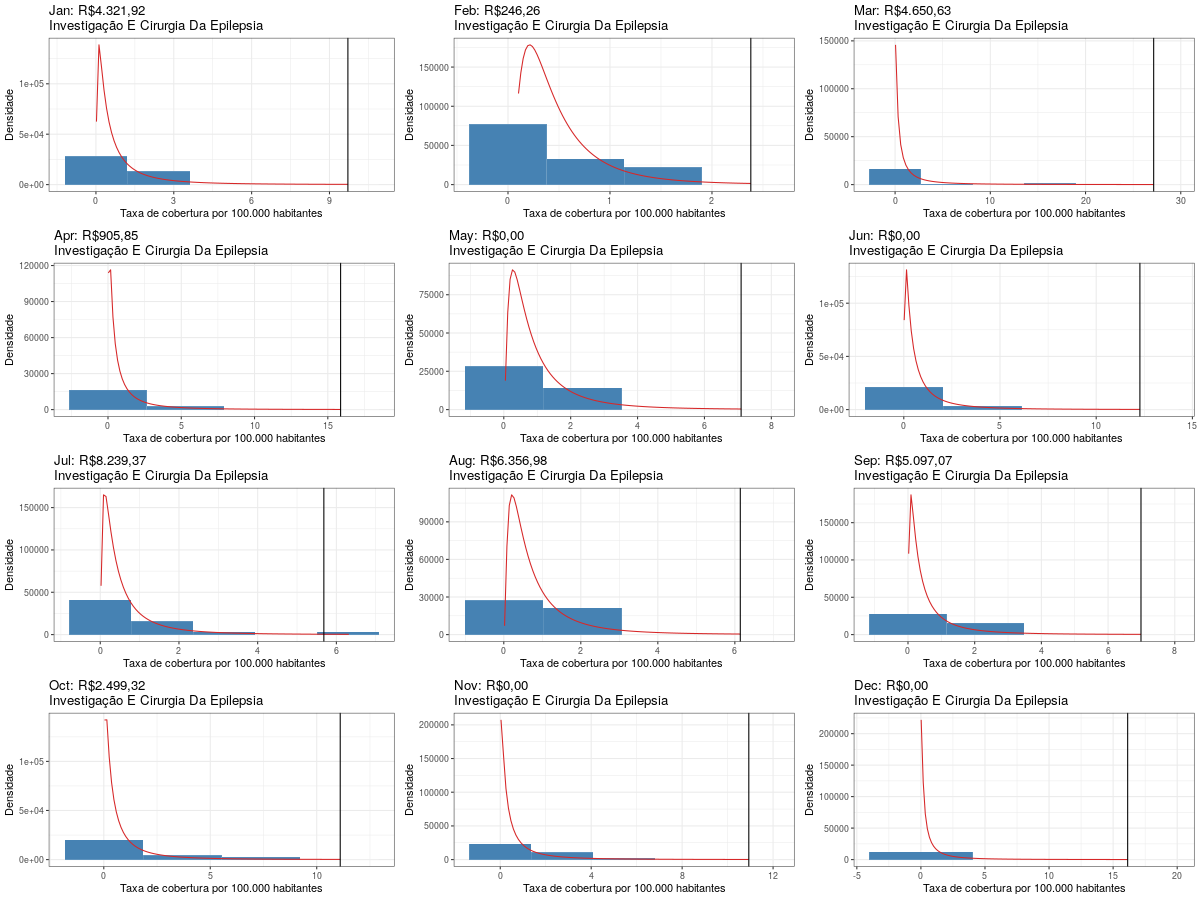 Jan: R$4.321,92
Investigação E Cirurgia Da Epilepsia
Densidade
1e+05
5e+04
0e+00
0 3 6 9
Taxa de cobertura por 100.000 habitantes
Feb: R$246,26
Investigação E Cirurgia Da Epilepsia
Densidade
150000
100000
50000
0
0 1 2
Taxa de cobertura por 100.000 habitantes
Mar: R$4.650,63
Investigação E Cirurgia Da Epilepsia
Densidade
150000
100000
50000
0
0 10 20 30
Taxa de cobertura por 100.000 habitantes
Apr: R$905,85
Investigação E Cirurgia Da Epilepsia
Densidade
120000
90000
60000
30000
0
0 5 10 15
Taxa de cobertura por 100.000 habitantes
May: R$0,00
Investigação E Cirurgia Da Epilepsia
Densidade
75000
50000
25000
0
0 2 4 6 8
Taxa de cobertura por 100.000 habitantes
Jun: R$0,00
Investigação E Cirurgia Da Epilepsia
Densidade
1e+05
5e+04
0e+00
0 5 10 15
Taxa de cobertura por 100.000 habitantes
Jul: R$8.239,37
Investigação E Cirurgia Da Epilepsia
Densidade
150000
100000
50000
0
0 2 4 6
Taxa de cobertura por 100.000 habitantes
Aug: R$6.356,98
Investigação E Cirurgia Da Epilepsia
Densidade
90000
60000
30000
0
0 2 4 6
Taxa de cobertura por 100.000 habitantes
Sep: R$5.097,07
Investigação E Cirurgia Da Epilepsia
Densidade
150000
100000
50000
0
0 2 4 6 8
Taxa de cobertura por 100.000 habitantes
Oct: R$2.499,32
Investigação E Cirurgia Da Epilepsia
Densidade
1e+05
5e+04
0e+00
0 5 10
Taxa de cobertura por 100.000 habitantes
Nov: R$0,00
Investigação E Cirurgia Da Epilepsia
Densidade
200000
150000
100000
50000
0
0 4 8 12
Taxa de cobertura por 100.000 habitantes
Dec: R$0,00
Investigação E Cirurgia Da Epilepsia
Densidade
200000
150000
100000
50000
0
-5 0 5 10 15 20
Taxa de cobertura por 100.000 habitantes